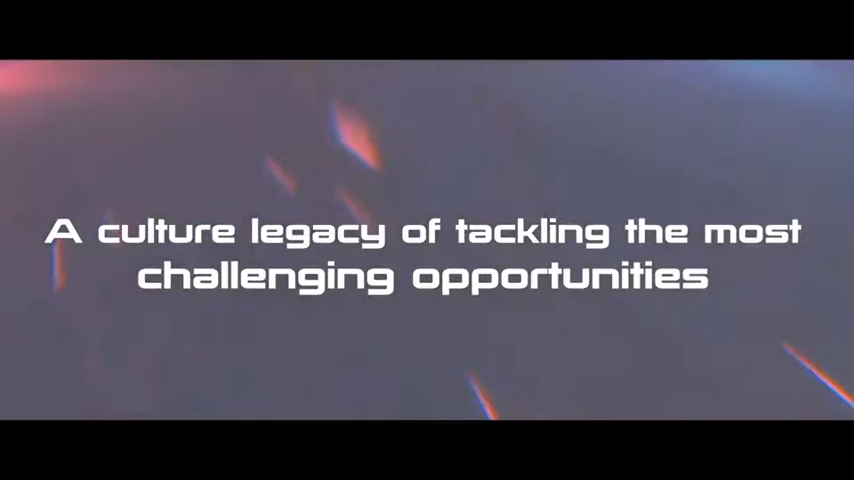 A culture legacy of tackling the most
challenging opportunities